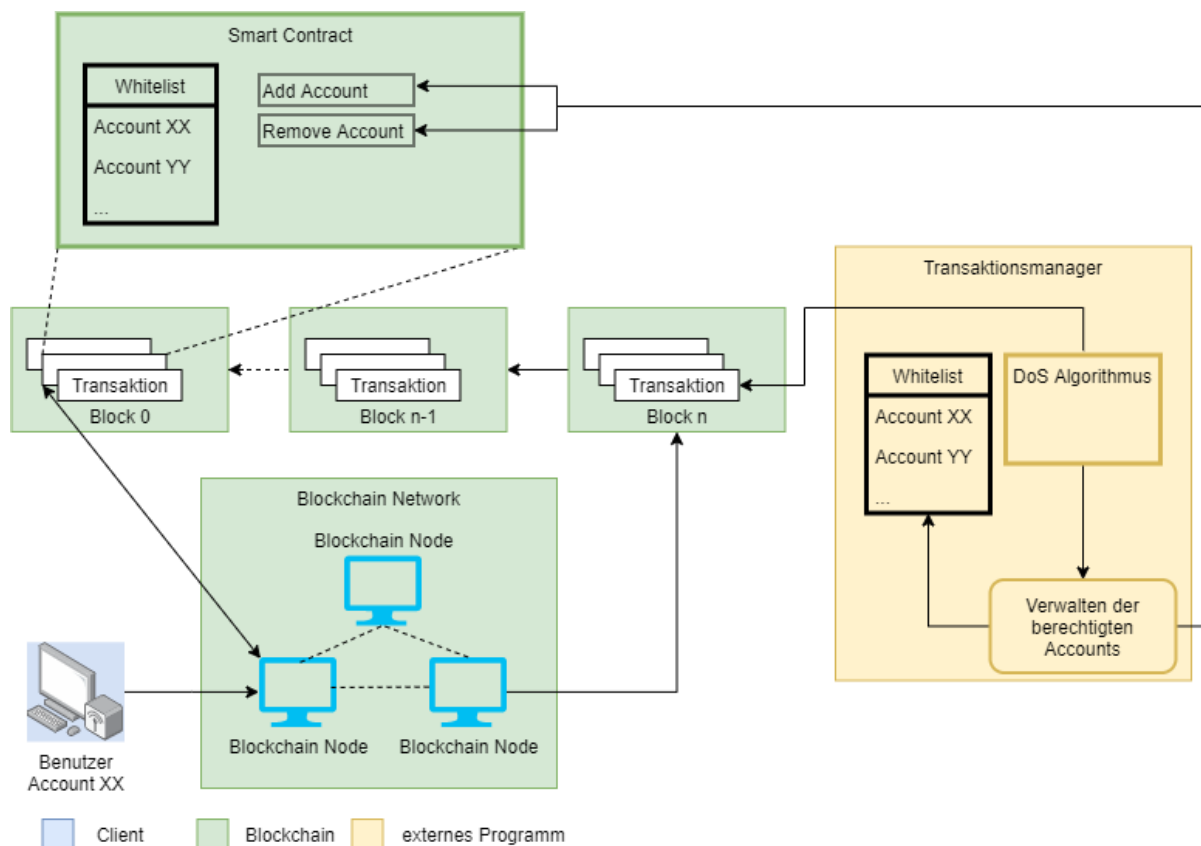 Smart Contract
Whitelist
Account XX
Account YY
...
Add Account
Remove Account
Transaktionsmanager
Whitelist
Account XX
Account YY
...
DoS Algorithmus
Verwalten der
berechtigten
Accounts
Transaktion
Block 0
Transaktion
Block n-1
Transaktion
Block n
Blockchain Network
Blockchain Node
Blockchain Node
Blockchain Node
Benutzer
Account XX
Client
Blockchain
externes Programm